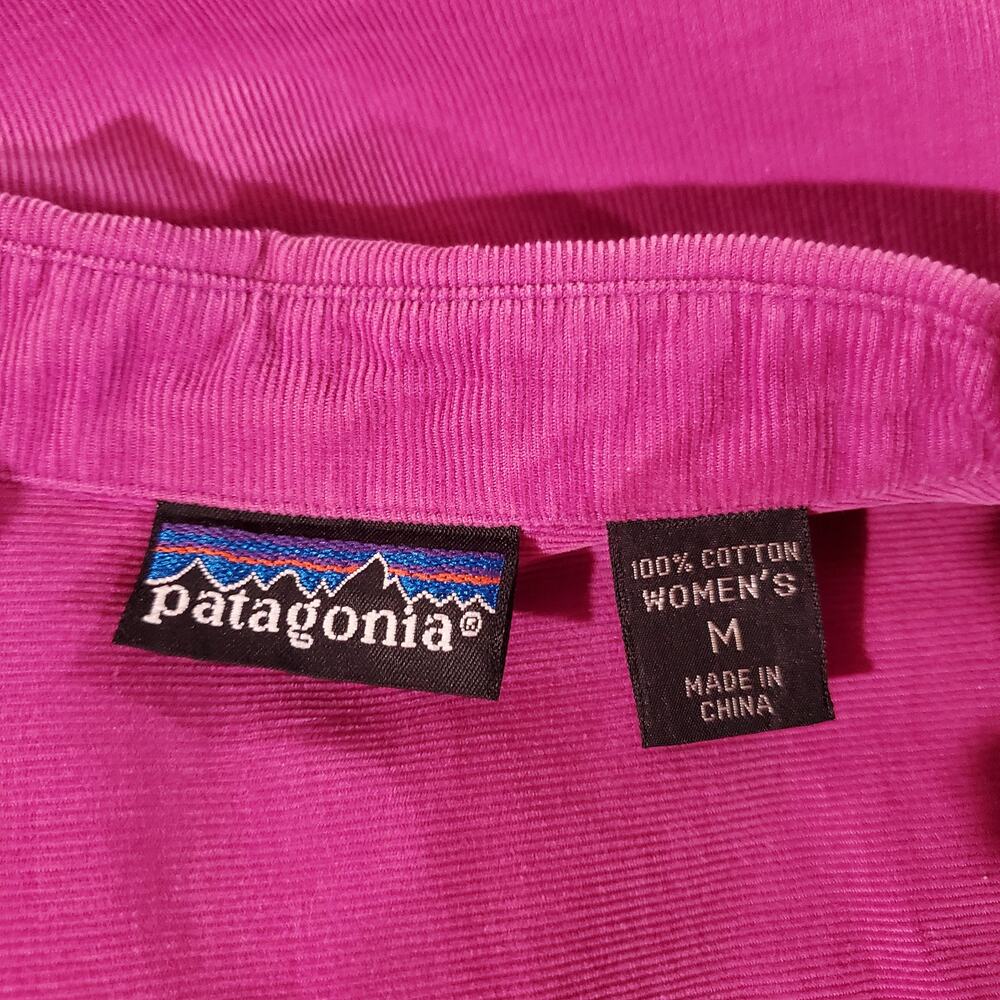 patagonia®
100% COTTON
WOMEN'S
M
MADE IN
CHINA